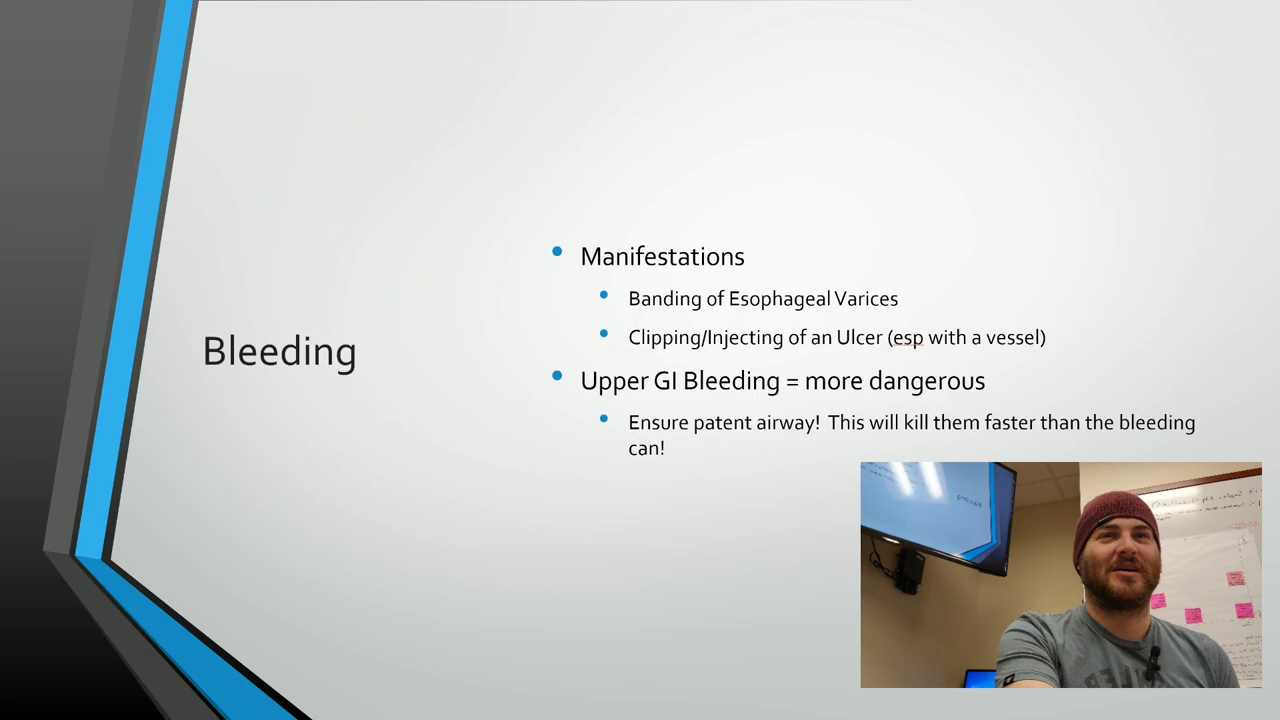 Bleeding
Manifestations
Banding of Esophageal Varices
Clipping/Injecting of an Ulcer (esp with a vessel)
Upper GI Bleeding = more dangerous
Ensure patent airway!  This will kill them faster than the bleeding
can!